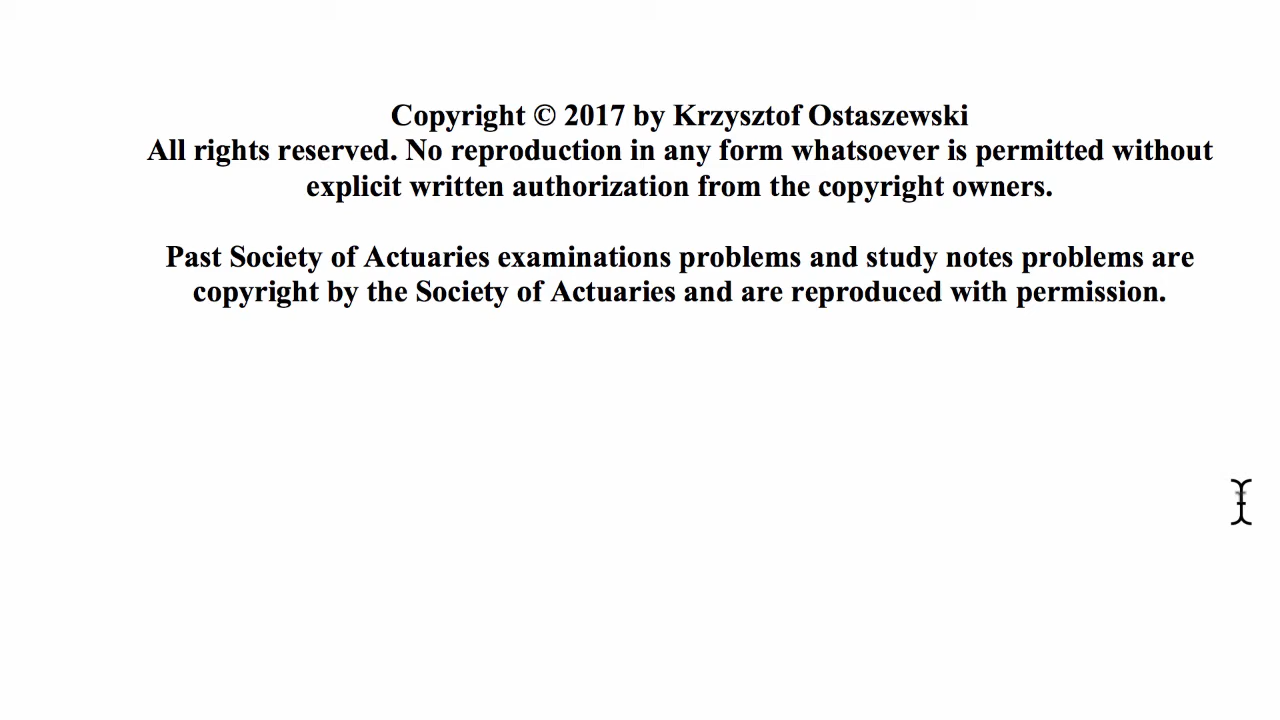 Copyright © 2017 by Krzysztof Ostaszewski
All rights reserved. No reproduction in any form whatsoever is permitted without
explicit written authorization from the copyright owners.
Past Society of Actuaries examinations problems and study notes problems are
copyright by the Society of Actuaries and are reproduced with permission.